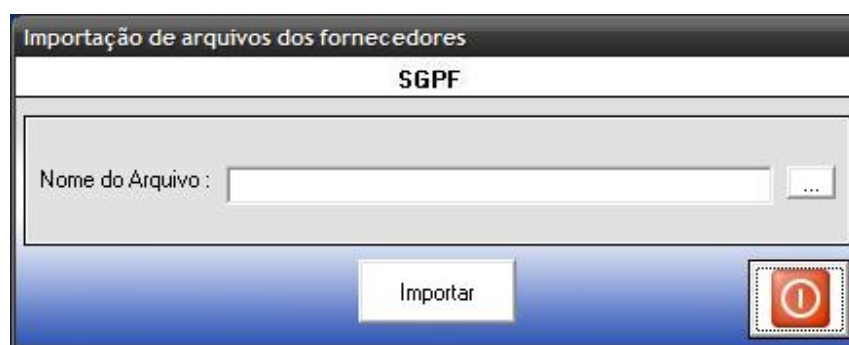 Importação de arquivos dos fornecedores
SGPF
Nome do Arquivo :
...
Importar